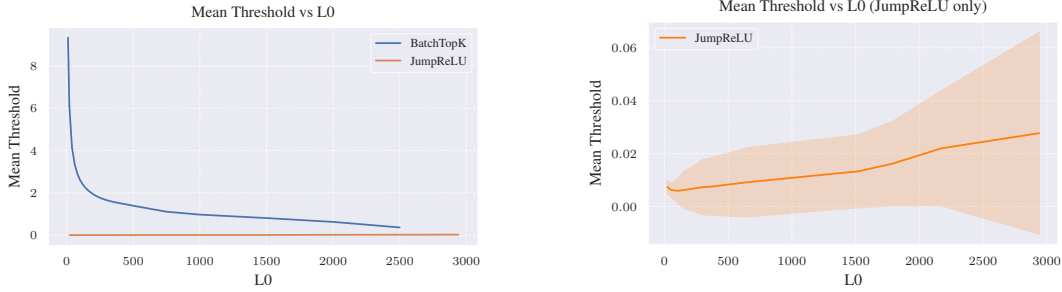 Mean Threshold vs L0
Mean Threshold
8
6
4
2
0
BatchTopK
JumpReLU
0 500 1000 1500 2000 2500 3000
L0
Mean Threshold vs L0 (JumpReLU only)
Mean Threshold
0.06
0.04
0.02
0.00
JumpReLU
0 500 1000 1500 2000 2500 3000
L0